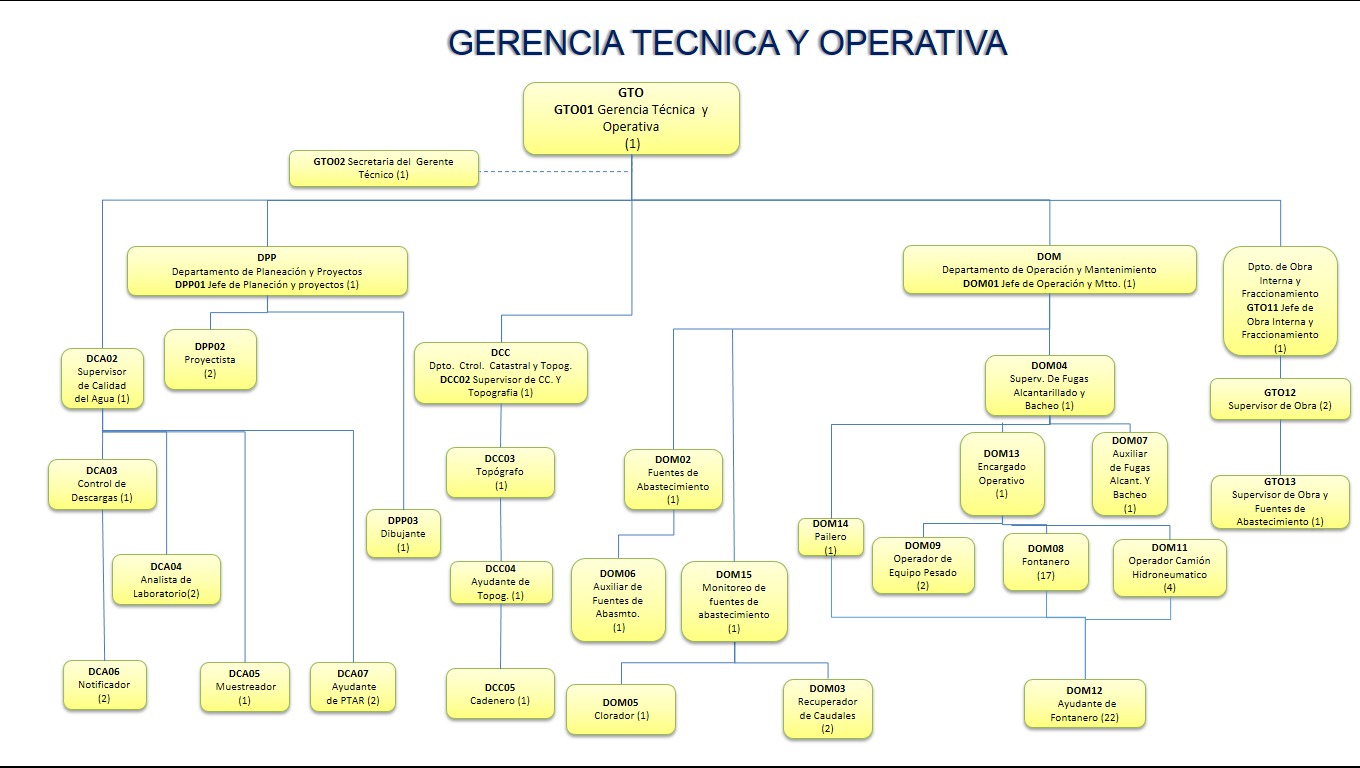 GERENCIA TECNICA Y OPERATIVA
GTO
GTO01 Gerencia Técnica y
Operativa
(1)
GTO02 Secretaria del Gerente
Técnico (1)
DPP
Departamento de Planeación y Proyectos
DPP01 Jefe de Planeción y proyectos (1)
DOM
Departamento de Operación y Mantenimiento
DOM01 Jefe de Operación y Mtto. (1)
Dpto. de Obra
Interna y
Fraccionamiento
GTO11 Jefe de
Obra Interna y
Fraccionamiento
(1)
DCA02
Supervisor
de Calidad
del Agua (1)
DPP02
Proyectista
(2)
DCC
Dpto. Ctrol. Catastral y Topog.
DCC02 Supervisor de CC. Y
Topografía (1)
DOM04
Superv. De Fugas
Alcantarillado y
Bacheo (1)
GTO12
Supervisor de Obra (2)
DCA03
Control de
Descargas (1)
DCC03
Topógrafo
(1)
DOM02
Fuentes de
Abastecimiento
(1)
DOM13
Encargado
Operativo
(1)
DOM07
Auxiliar
de Fugas
Alcant. Y
Bacheo
(1)
GTO13
Supervisor de Obra y
Fuentes de
Abastecimiento (1)
DPP03
Dibujante
(1)
DOM14
Pailero
(1)
DOM09
Operador de
Equipo Pesado
(2)
DOM08
Fontanero
(17)
DOM11
Operador Camión
Hidroneumatico
(4)
DCA04
Analista de
Laboratorio(2)
DCC04
Ayudante de
Topog. (1)
DOM06
Auxiliar de
Fuentes de
Abasmto.
(1)
DOM15
Monitoreo de
fuentes de
abastecimiento
(1)
DCA06
Notificador
(2)
DCA05
Muestreador
(1)
DCA07
Ayudante
de PTAR (2)
DCC05
Cadenero (1)
DOM05
Clorador (1)
DOM03
Recuperador
de Caudales
(2)
DOM12
Ayudante de
Fontanero (22)